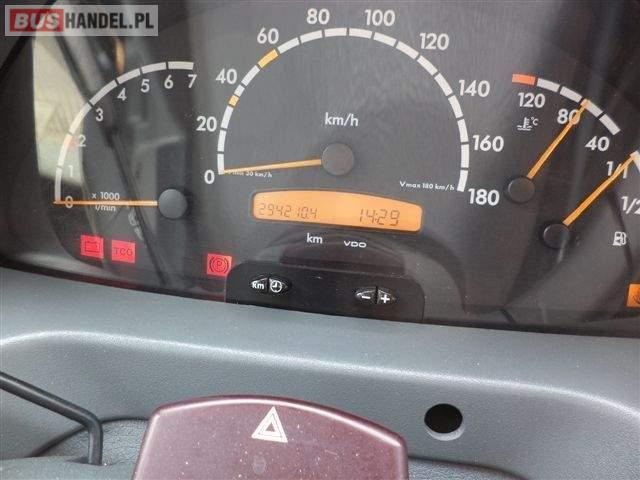 BUSHANDEL.PL
0 1 2 3 4 5 6 7
x 1000
1/min
0 20 40 60 80 100 120 140 160 180
km/h
Vmax 180 km/h
294210.4 14:29
km VDO
TCO
P
km
- +
120 80 40
°C
1/1
1/2